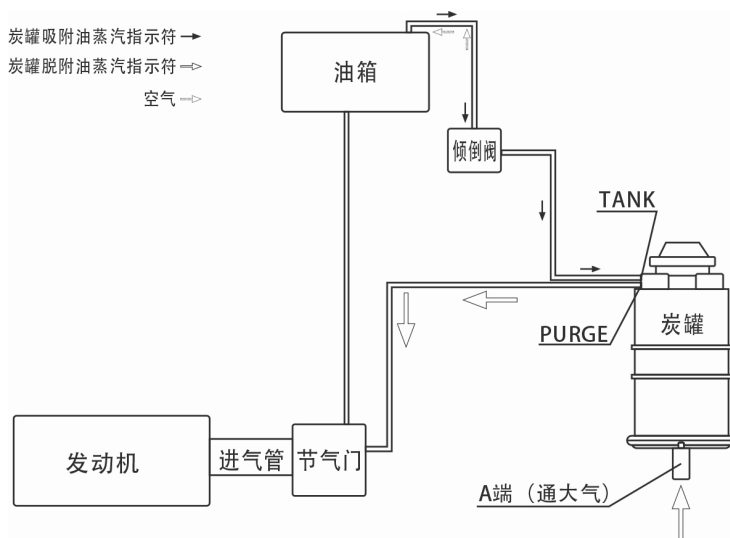 炭罐吸附油蒸汽指示符
炭罐脱附油蒸汽指示符
空气
油箱
倾倒阀
TANK
炭罐
PURGE
发动机
进气管
节气门
A端（通大气）